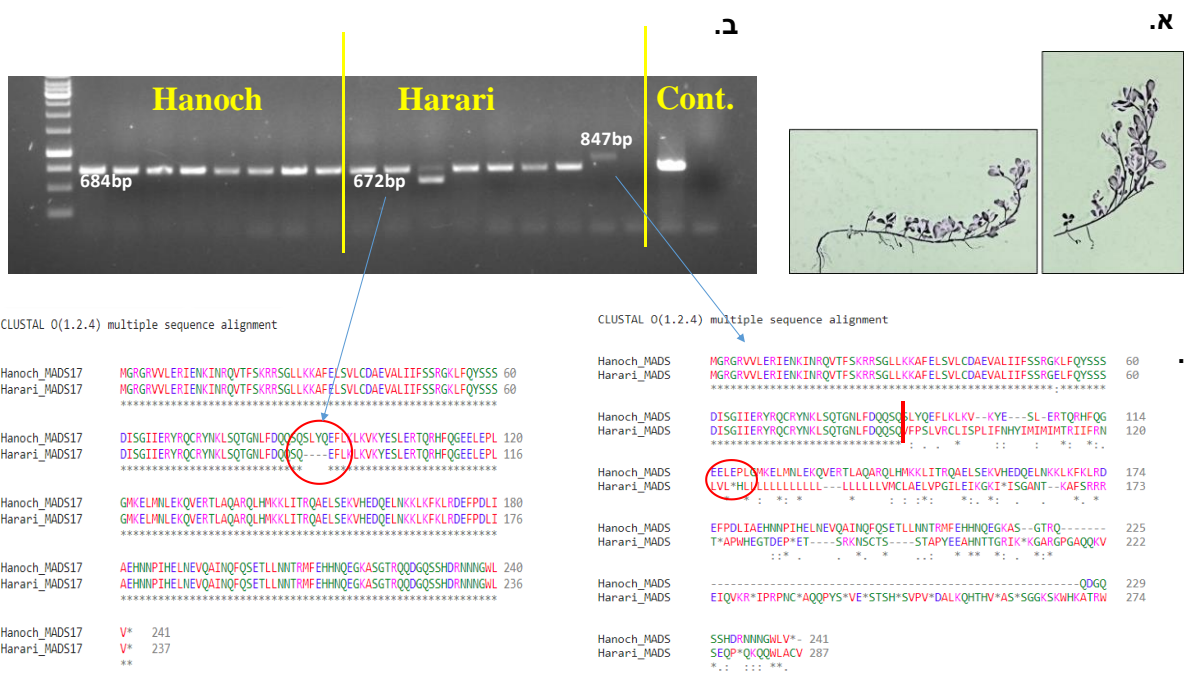 א.
ב.
Hanoch Harari Cont.
847bp
684bp 672bp
CLUSTAL O(1.2.4) multiple sequence alignment
Hanoch_MADS17 MGRGRVVLERIENKINRQVTFSKRRSGLLKKAFELSVLCDAEVALIIFSSRGKLFQYSSS 60
Harari_MADS17 MGRGRVVLERIENKINRQVTFSKRRSGLLKKAFELSVLCDAEVALIIFSSRGKLFQYSSS 60
************************************************************
Hanoch_MADS17 DISGIIERYRQCRYNKLSQTGNLFDQQSQSLYQEFLKLKVKYESLERTQRHFQGEELEPL 120
Harari_MADS17 DISGIIERYRQCRYNKLSQTGNLFDQQSQ----EFLKLKVKYESLERTQRHFQGEELEPL 116
***************************** ***************************
Hanoch_MADS17 GMKELMNLEKQVERTLAQARQLHMKKLITRQAELSEKVHEDQELNKKLKFKLRDEFPDLI 180
Harari_MADS17 GMKELMNLEKQVERTLAQARQLHMKKLITRQAELSEKVHEDQELNKKLKFKLRDEFPDLI 176
************************************************************
Hanoch_MADS17 AEHNNPIHELNEVQAINQFQSETLLNNTRMFEHHNQEGKASGTRQQDGQSSHDRNNNGWL 240
Harari_MADS17 AEHNNPIHELNEVQAINQFQSETLLNNTRMFEHHNQEGKASGTRQQDGQSSHDRNNNGWL 236
************************************************************
Hanoch_MADS17 V* 241
Harari_MADS17 V* 237
**
CLUSTAL O(1.2.4) multiple sequence alignment
Hanoch_MADS MGRGRVVLERIENKINRQVTFSKRRSGLLKKAFELSVLCDAEVALIIFSSRGKLFQYSSS 60
Harari_MADS MGRGRVVLERIENKINRQVTFSKRRSGLLKKAFELSVLCDAEVALIIFSSRGELFQYSSS 60
****************************************************:*******
Hanoch_MADS DISGIIERYRQCRYNKLSQTGNLFDQQSQSLYQEFLKLKV--KYE---SL-ERTQRHFQG 114
Harari_MADS DISGIIERYRQCRYNKLSQTGNLFDQQSQVFPSLVRCLISPLIFNHYIMIMIMTRIIFRN 120
***************************** : . . * :: : *: *:.
Hanoch_MADS EELEPLGMKELMNLEKQVERTLAQARQLHMKKLITRQAELSEKVHEDQELNKKLKFKLRD 174
Harari_MADS LVL*HLLLLLLLLLLLL---LLLLLLVMCLAELVPGILEIKGKI*ISGANT--KAFSRRR 173
* * : *: * * : : :*: *: *: . . *. *
Hanoch_MADS EFPDLIAEHNNPIHELNEVQAINQFQSETLLNNTRMFEHHNQEGKAS--GTRQ------- 225
Harari_MADS T*APWHEGTDEP*ET----SRKNSCTS----STAPYEEAHNTTGRIK*KGARGPGAQQKV 222
::* . . *. * ..: * ** *: . *:*
Hanoch_MADS --------------------------------------------------------QDGQ 229
Harari_MADS EIQVKR*IPRPNC*AQQPYS*VE*STSH*SVPV*DALKQHTHV*AS*SGGKSKWHKATRW 274
Hanoch_MADS SSHDRNNNGWLV*- 241
Harari_MADS SEQP*QKQQWLACV 287
*.: ::: **.